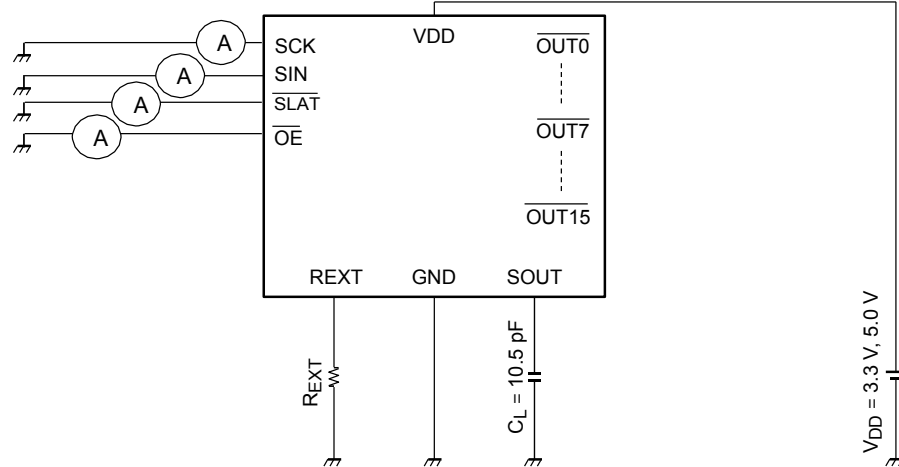 A
SCK
VDD
OUT0
A
SIN
A
SLAT
A
OE
OUT7
OUT15
REXT
GND
SOUT
REXT
CL = 10.5 pF
VDD = 3.3 V, 5.0 V